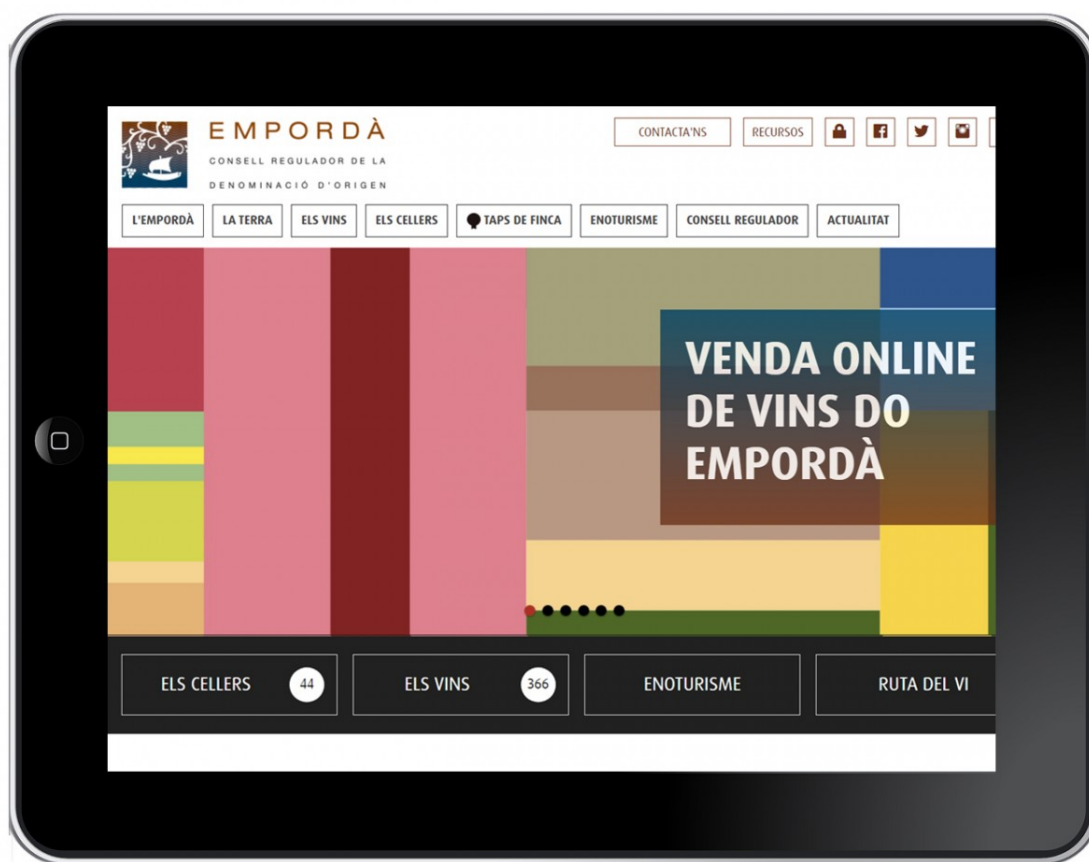 EMPORDÀ
CONSELL REGULADOR DE LA
DENOMINACIÓ D'ORIGEN
CONTACTA'NS
RECURSOS
L'EMPORDÀ
LA TERRA
ELS VINS
ELS CELLERS
TAPS DE FINCA
ENOTURISME
CONSELL REGULADOR
ACTUALITAT
VENDA ONLINE
DE VINS DO
EMPORDÀ
ELS CELLERS 44
ELS VINS 366
ENOTURISME
RUTA DEL VI